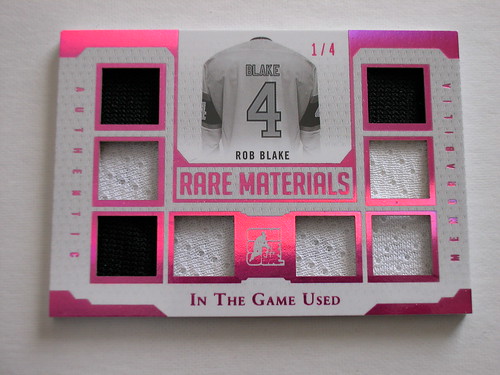 1/4
BLAKE
4
ROB BLAKE
AUTHENTIC
RARE MATERIALS
MEMORABILIA
IN THE GAME USED